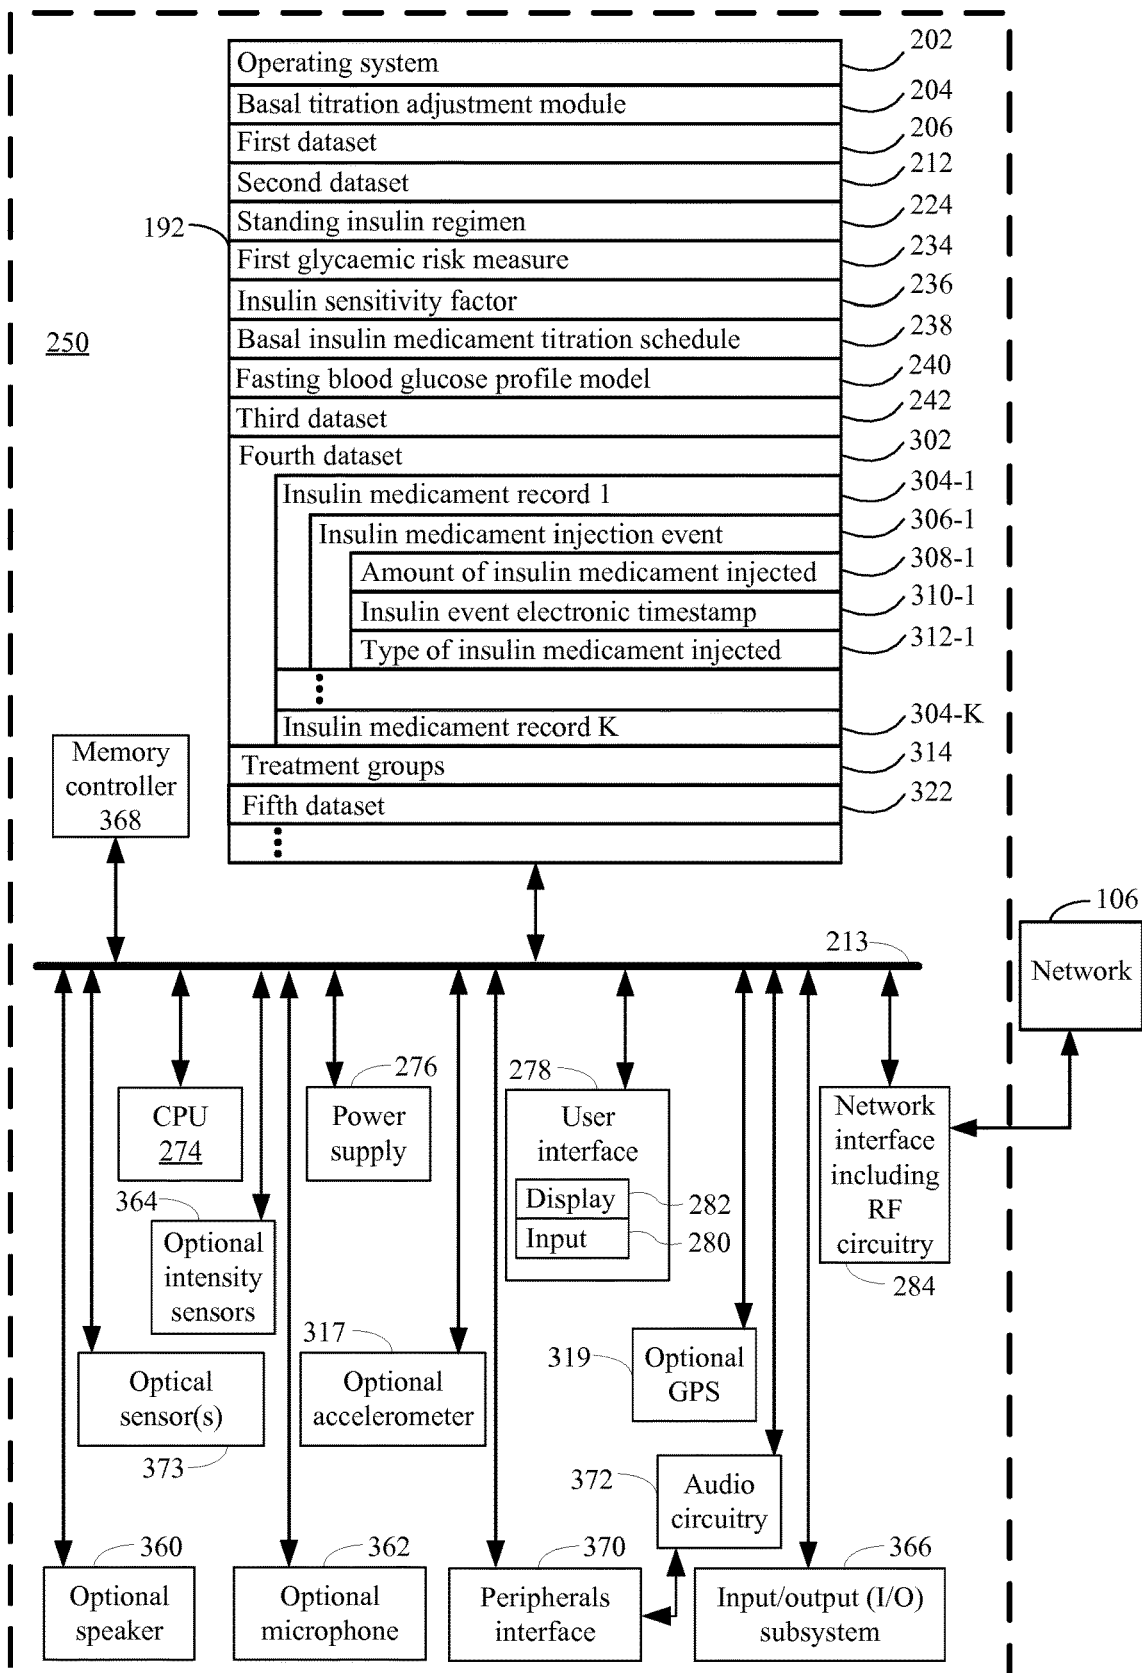 Operating system
202
Basal titration adjustment module
204
First dataset
206
Second dataset
212
Standing insulin regimen
224
192
First glycaemic risk measure
234
Insulin sensitivity factor
236
250
Basal insulin medicament titration schedule
238
Fasting blood glucose profile model
240
Third dataset
242
Fourth dataset
302
Insulin medicament record 1
304-1
Insulin medicament injection event
306-1
Amount of insulin medicament injected
308-1
Insulin event electronic timestamp
310-1
Type of insulin medicament injected
312-1
Insulin medicament record K
304-K
Treatment groups
314
Fifth dataset
322
Memory
controller
368
106
Network
213
CPU
274
276
Power
supply
278
User
interface
Display
282
Input
280
Network
interface
including
RF
circuitry
284
364
Optional
intensity
sensors
317
Optional
accelerometer
319
Optional
GPS
Optical
sensor(s)
373
372
Audio
circuitry
360
Optional
speaker
362
Optional
microphone
370
Peripherals
interface
366
Input/output (I/O)
subsystem